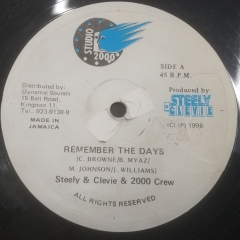 STUDIO
2000
SIDE A
45 R.P.M.
Distributed by:
Dynamic Sounds
15 Bell Road,
Kingston 11,
Tel. 923-9138-9
Made in
JAMAICA
Produced by:
STEELY
&CLEVIE
(C) (P) 1996
REMEMBER THE DAYS
(C. BROWNE/B. MYAZ/
M. JOHNSON/J. WILLIAMS)
Steely & Clevie & 2000 Crew
ALL RIGHTS RESERVED